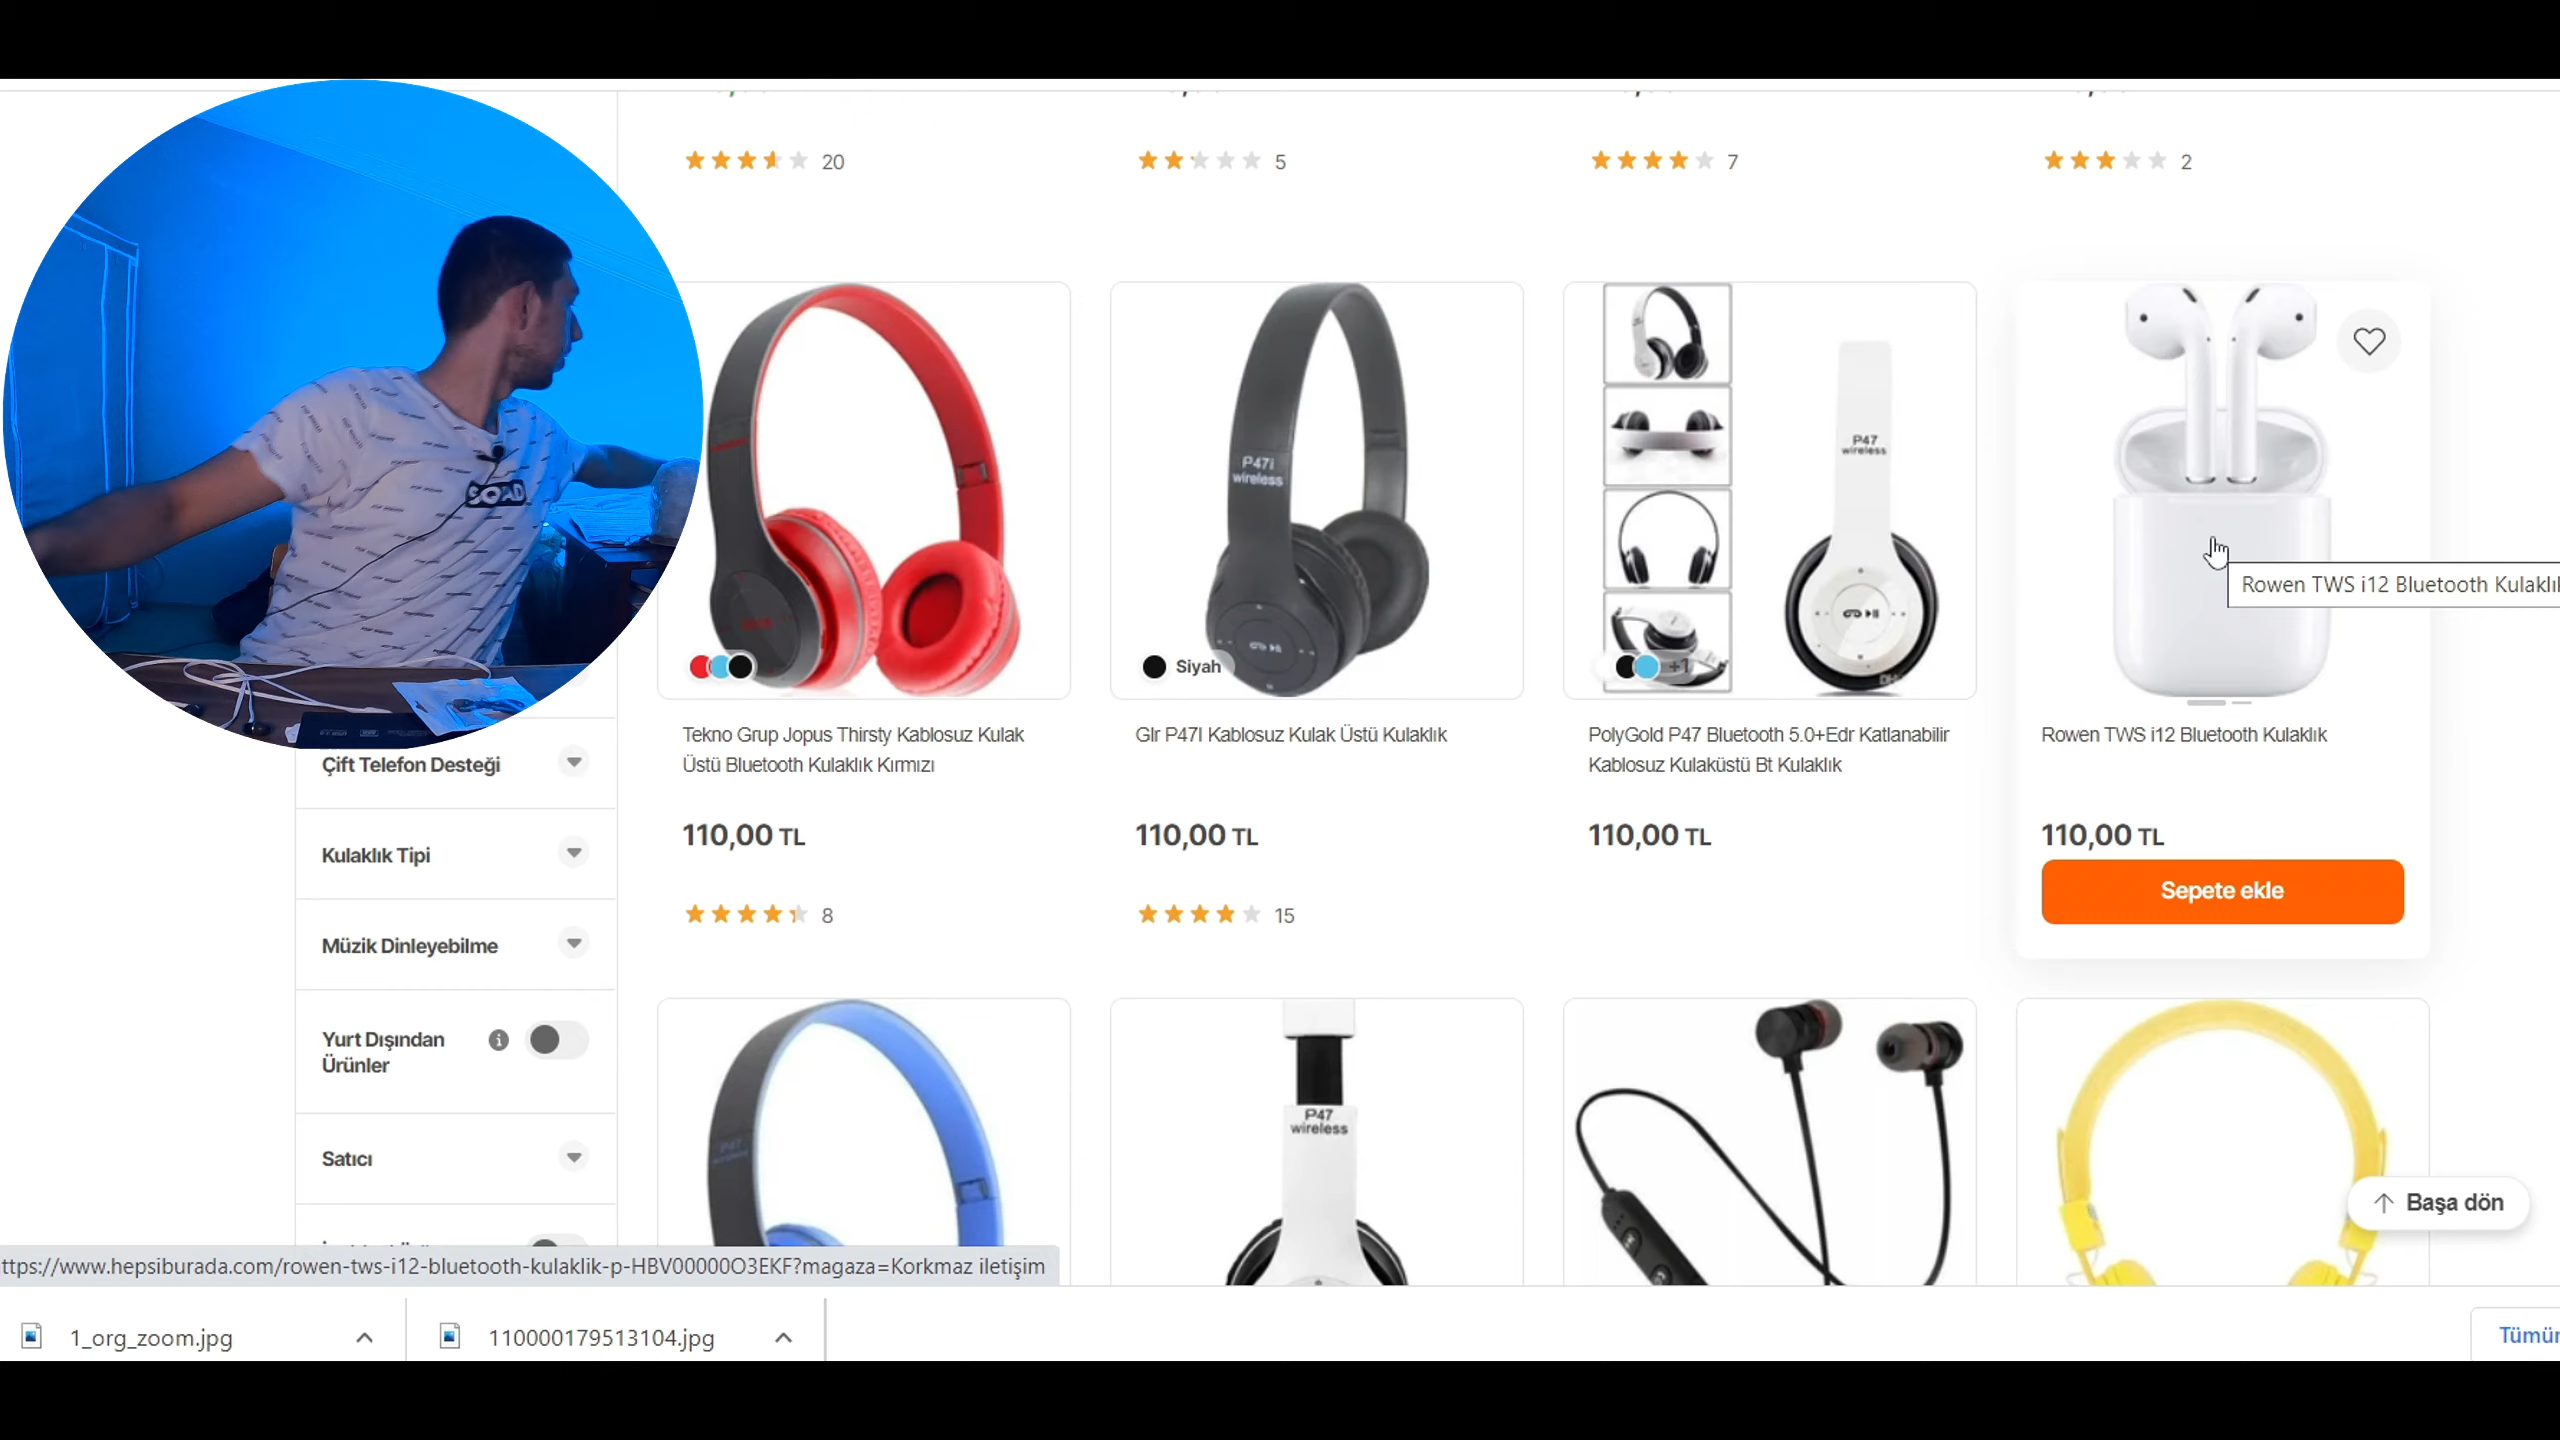 20
5
7
2
SQAD
P47i
wireless
P47
wireless
Siyah
+1
Rowen TWS i12 Bluetooth Kulaklık
Tekno Grup Jopus Thirsty Kablosuz Kulak
Üstü Bluetooth Kulaklık Kırmızı
Glr P47I Kablosuz Kulak Üstü Kulaklık
PolyGold P47 Bluetooth 5.0+Edr Katlanabilir
Kablosuz Kulaküstü Bt Kulaklık
Rowen TWS i12 Bluetooth Kulaklık
110,00 TL
110,00 TL
110,00 TL
110,00 TL
Sepete ekle
8
15
Çift Telefon Desteği
Kulaklık Tipi
Müzik Dinleyebilme
Yurt Dışından
Ürünler
Satıcı
P47
wireless
Başa dön
ttps://www.hepsiburada.com/rowen-tws-i12-bluetooth-kulaklik-p-HBV00000O3EKF?magaza=Korkmaz iletişim
1_org_zoom.jpg
110000179513104.jpg
Tümün